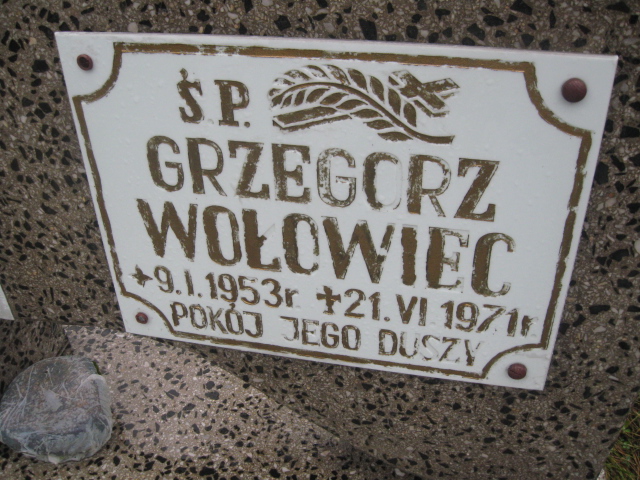 Ś.P.
GRZEGORZ
WOŁOWIEC
9.I.1953r. 21.VI.1971r
POKÓJ JEGO DUSZY